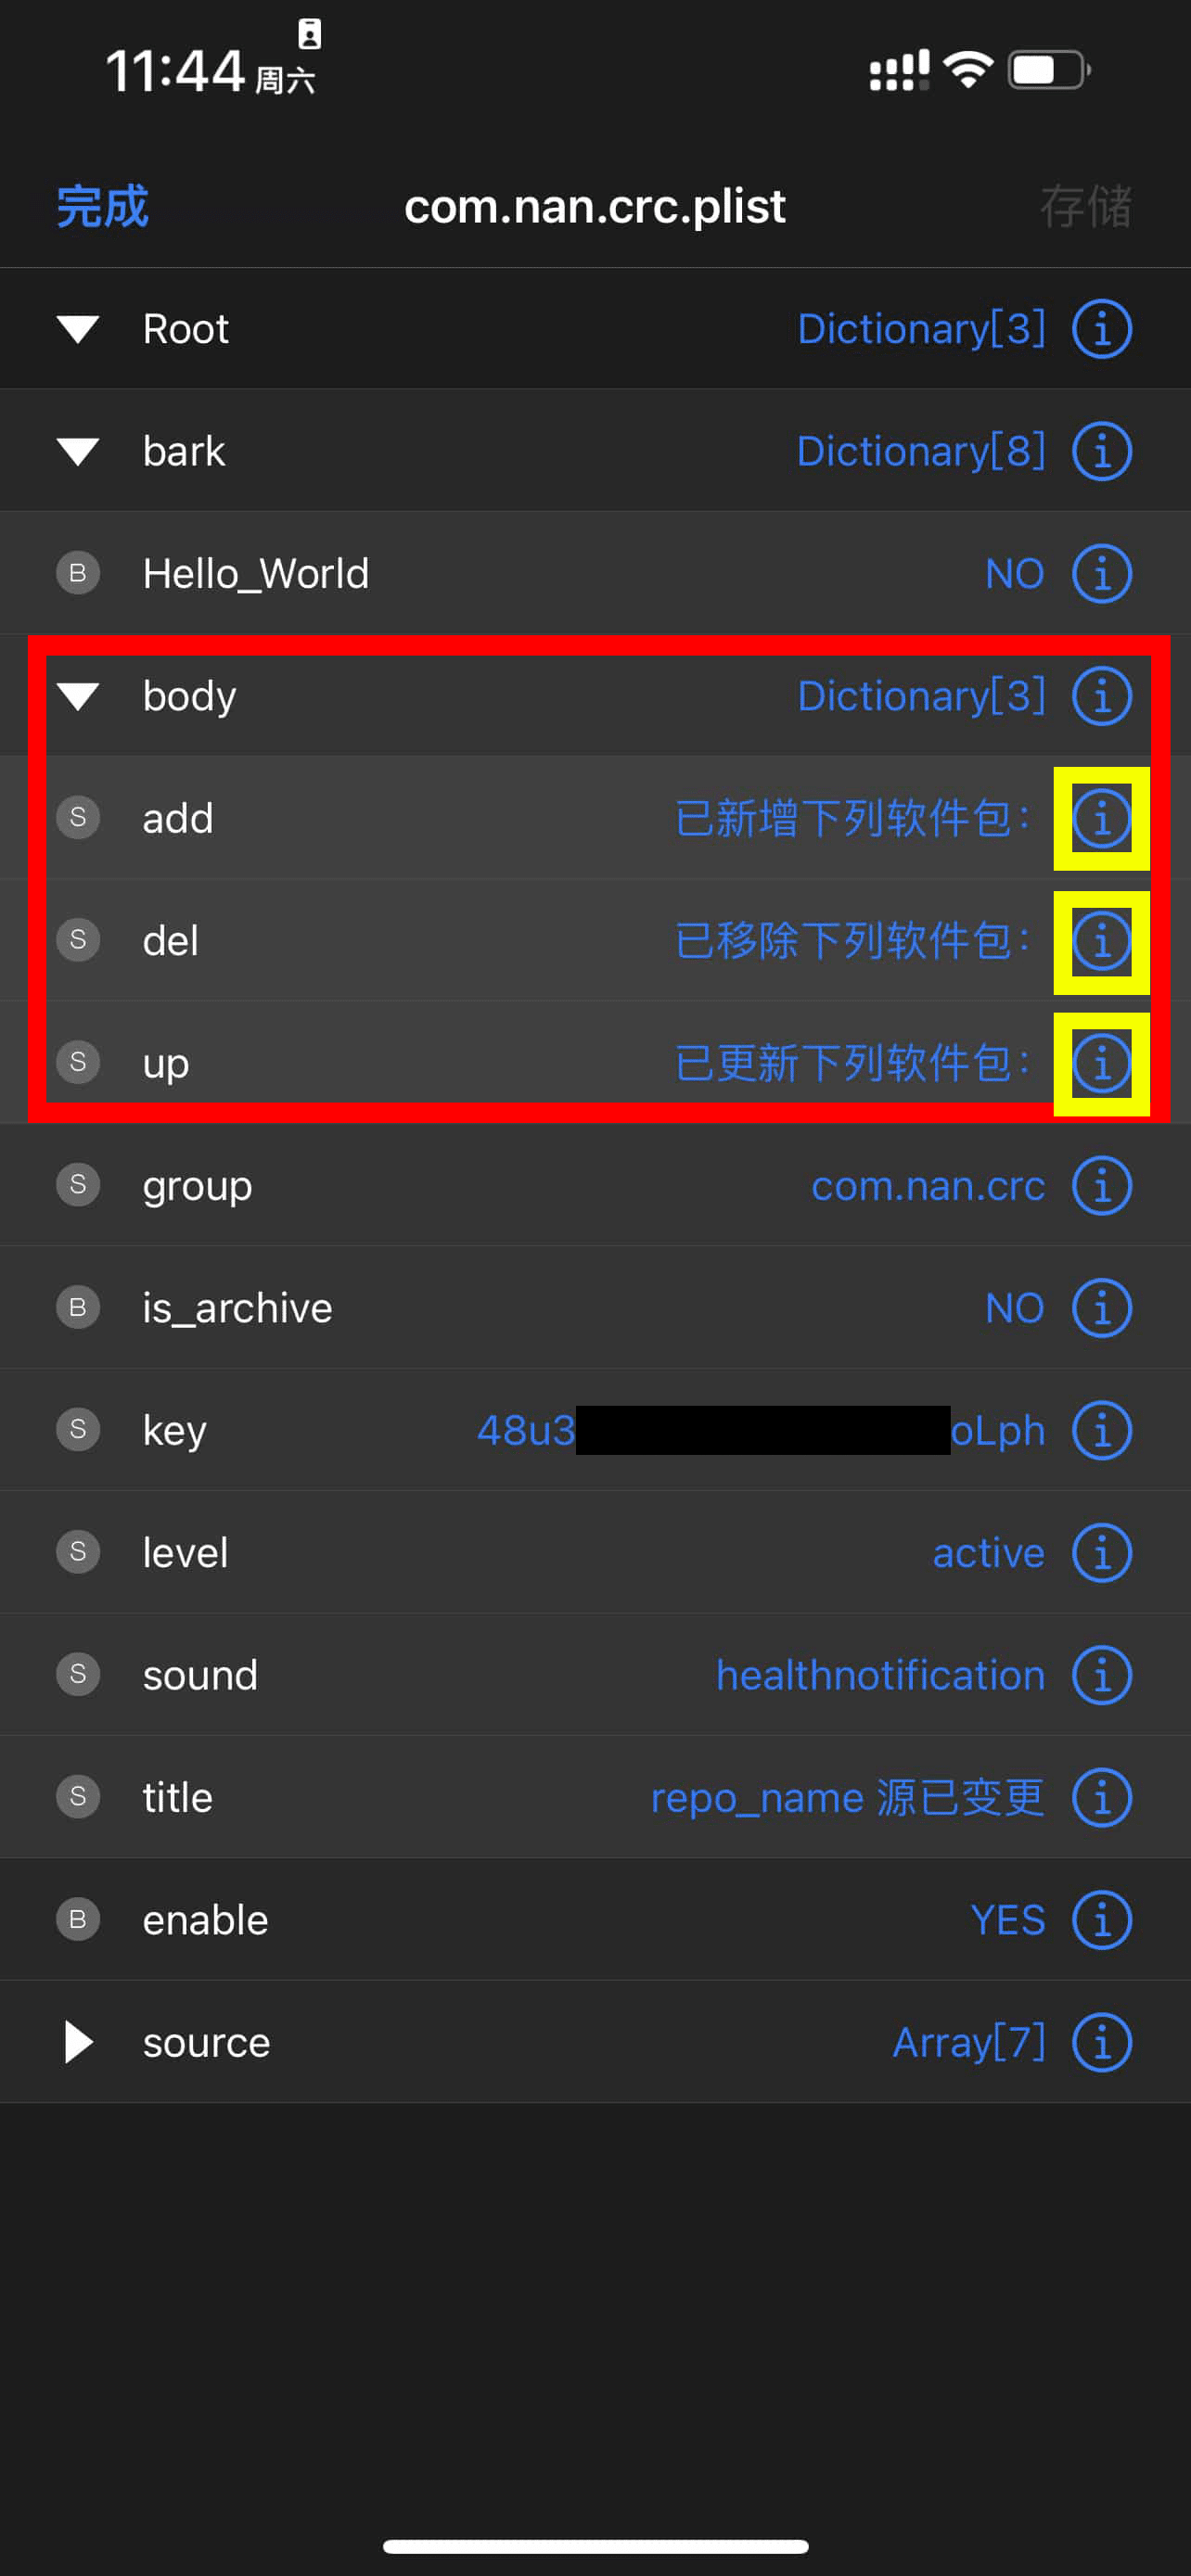 11:44 周六
完成 com.nan.crc.plist 存储
Root Dictionary[3]
bark Dictionary[8]
B Hello_World NO
body Dictionary[3]
S add 已新增下列软件包：
S del 已移除下列软件包：
S up 已更新下列软件包：
S group com.nan.crc
B is_archive NO
S key 48u3 oLph
S level active
S sound healthnotification
S title repo_name 源已变更
B enable YES
source Array[7]